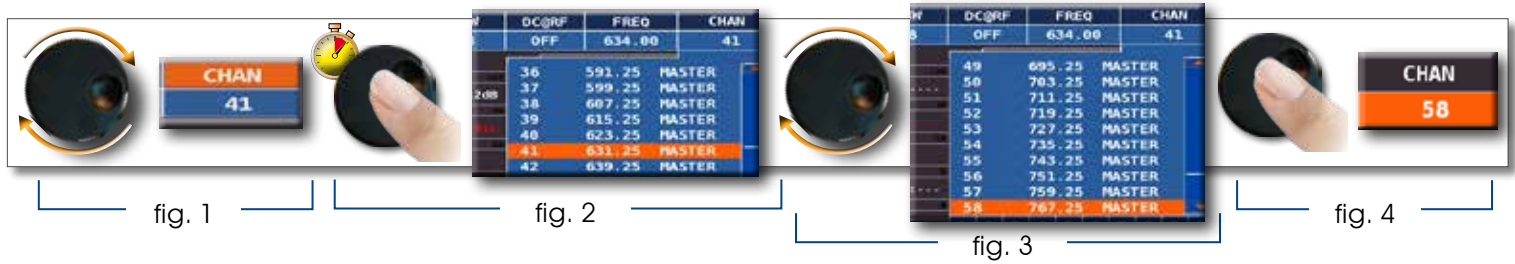 CHAN
41
DC@RF FREQ CHAN
OFF 634.00 41
36 591.25 MASTER
37 599.25 MASTER
2dB 38 607.25 MASTER
39 615.25 MASTER
40 623.25 MASTER
41 631.25 MASTER
42 639.25 MASTER
DC@RF FREQ CHAN
OFF 634.00 41
49 695.25 MASTER
50 703.25 MASTER
51 711.25 MASTER
52 719.25 MASTER
53 727.25 MASTER
54 735.25 MASTER
55 743.25 MASTER
56 751.25 MASTER
57 759.25 MASTER
58 767.25 MASTER
CHAN
58
fig. 1
fig. 2
fig. 3
fig. 4